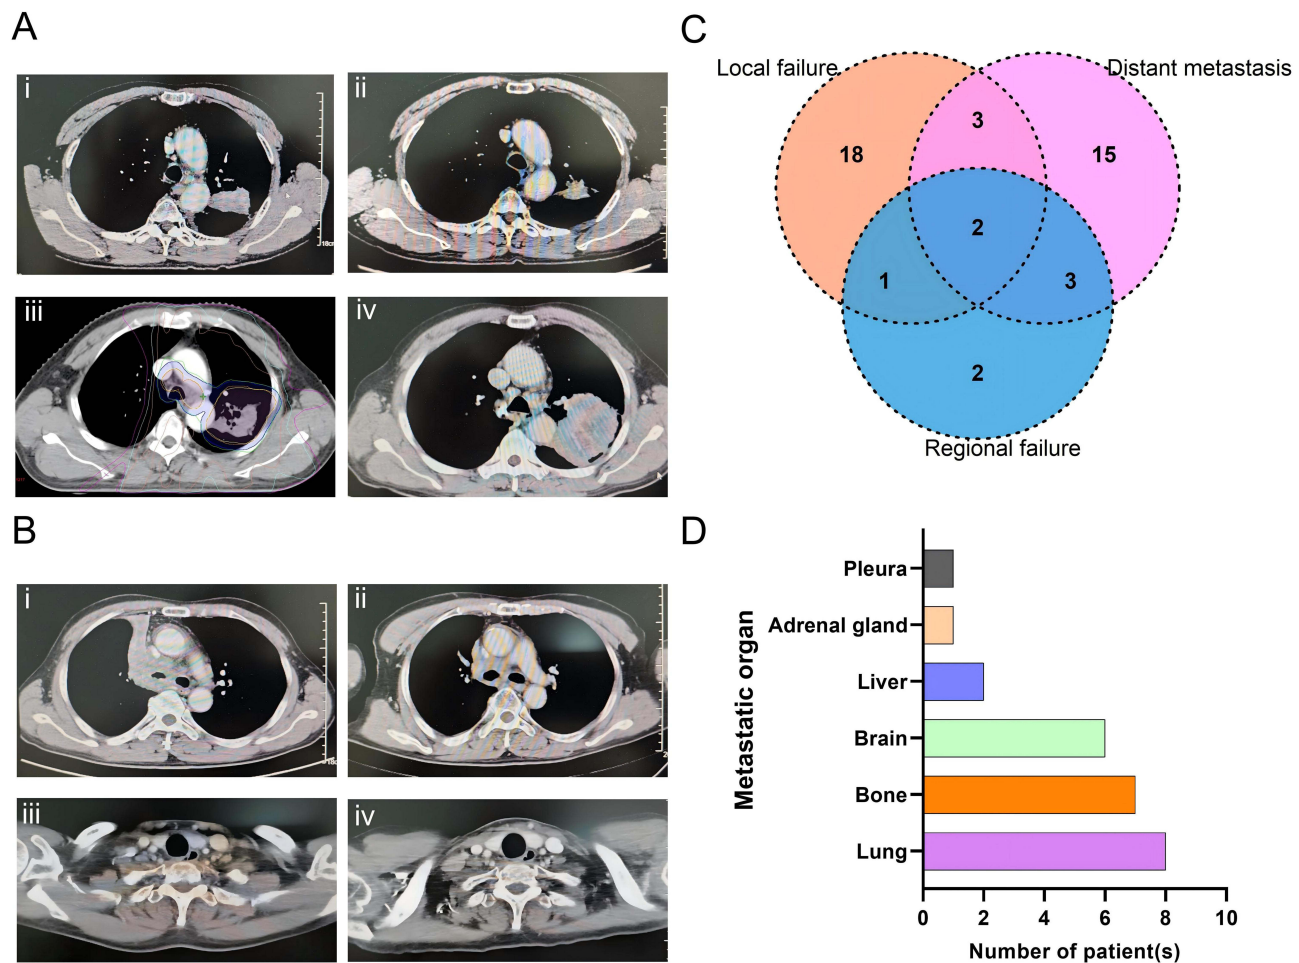 A
i
ii
iii
iv
B
i
ii
iii
iv
C
Local failure
Distant metastasis
3
18
15
2
1
3
2
Regional failure
D
Metastatic organ
Pleura
Adrenal gland
Liver
Brain
Bone
Lung
0 2 4 6 8 10
Number of patient(s)